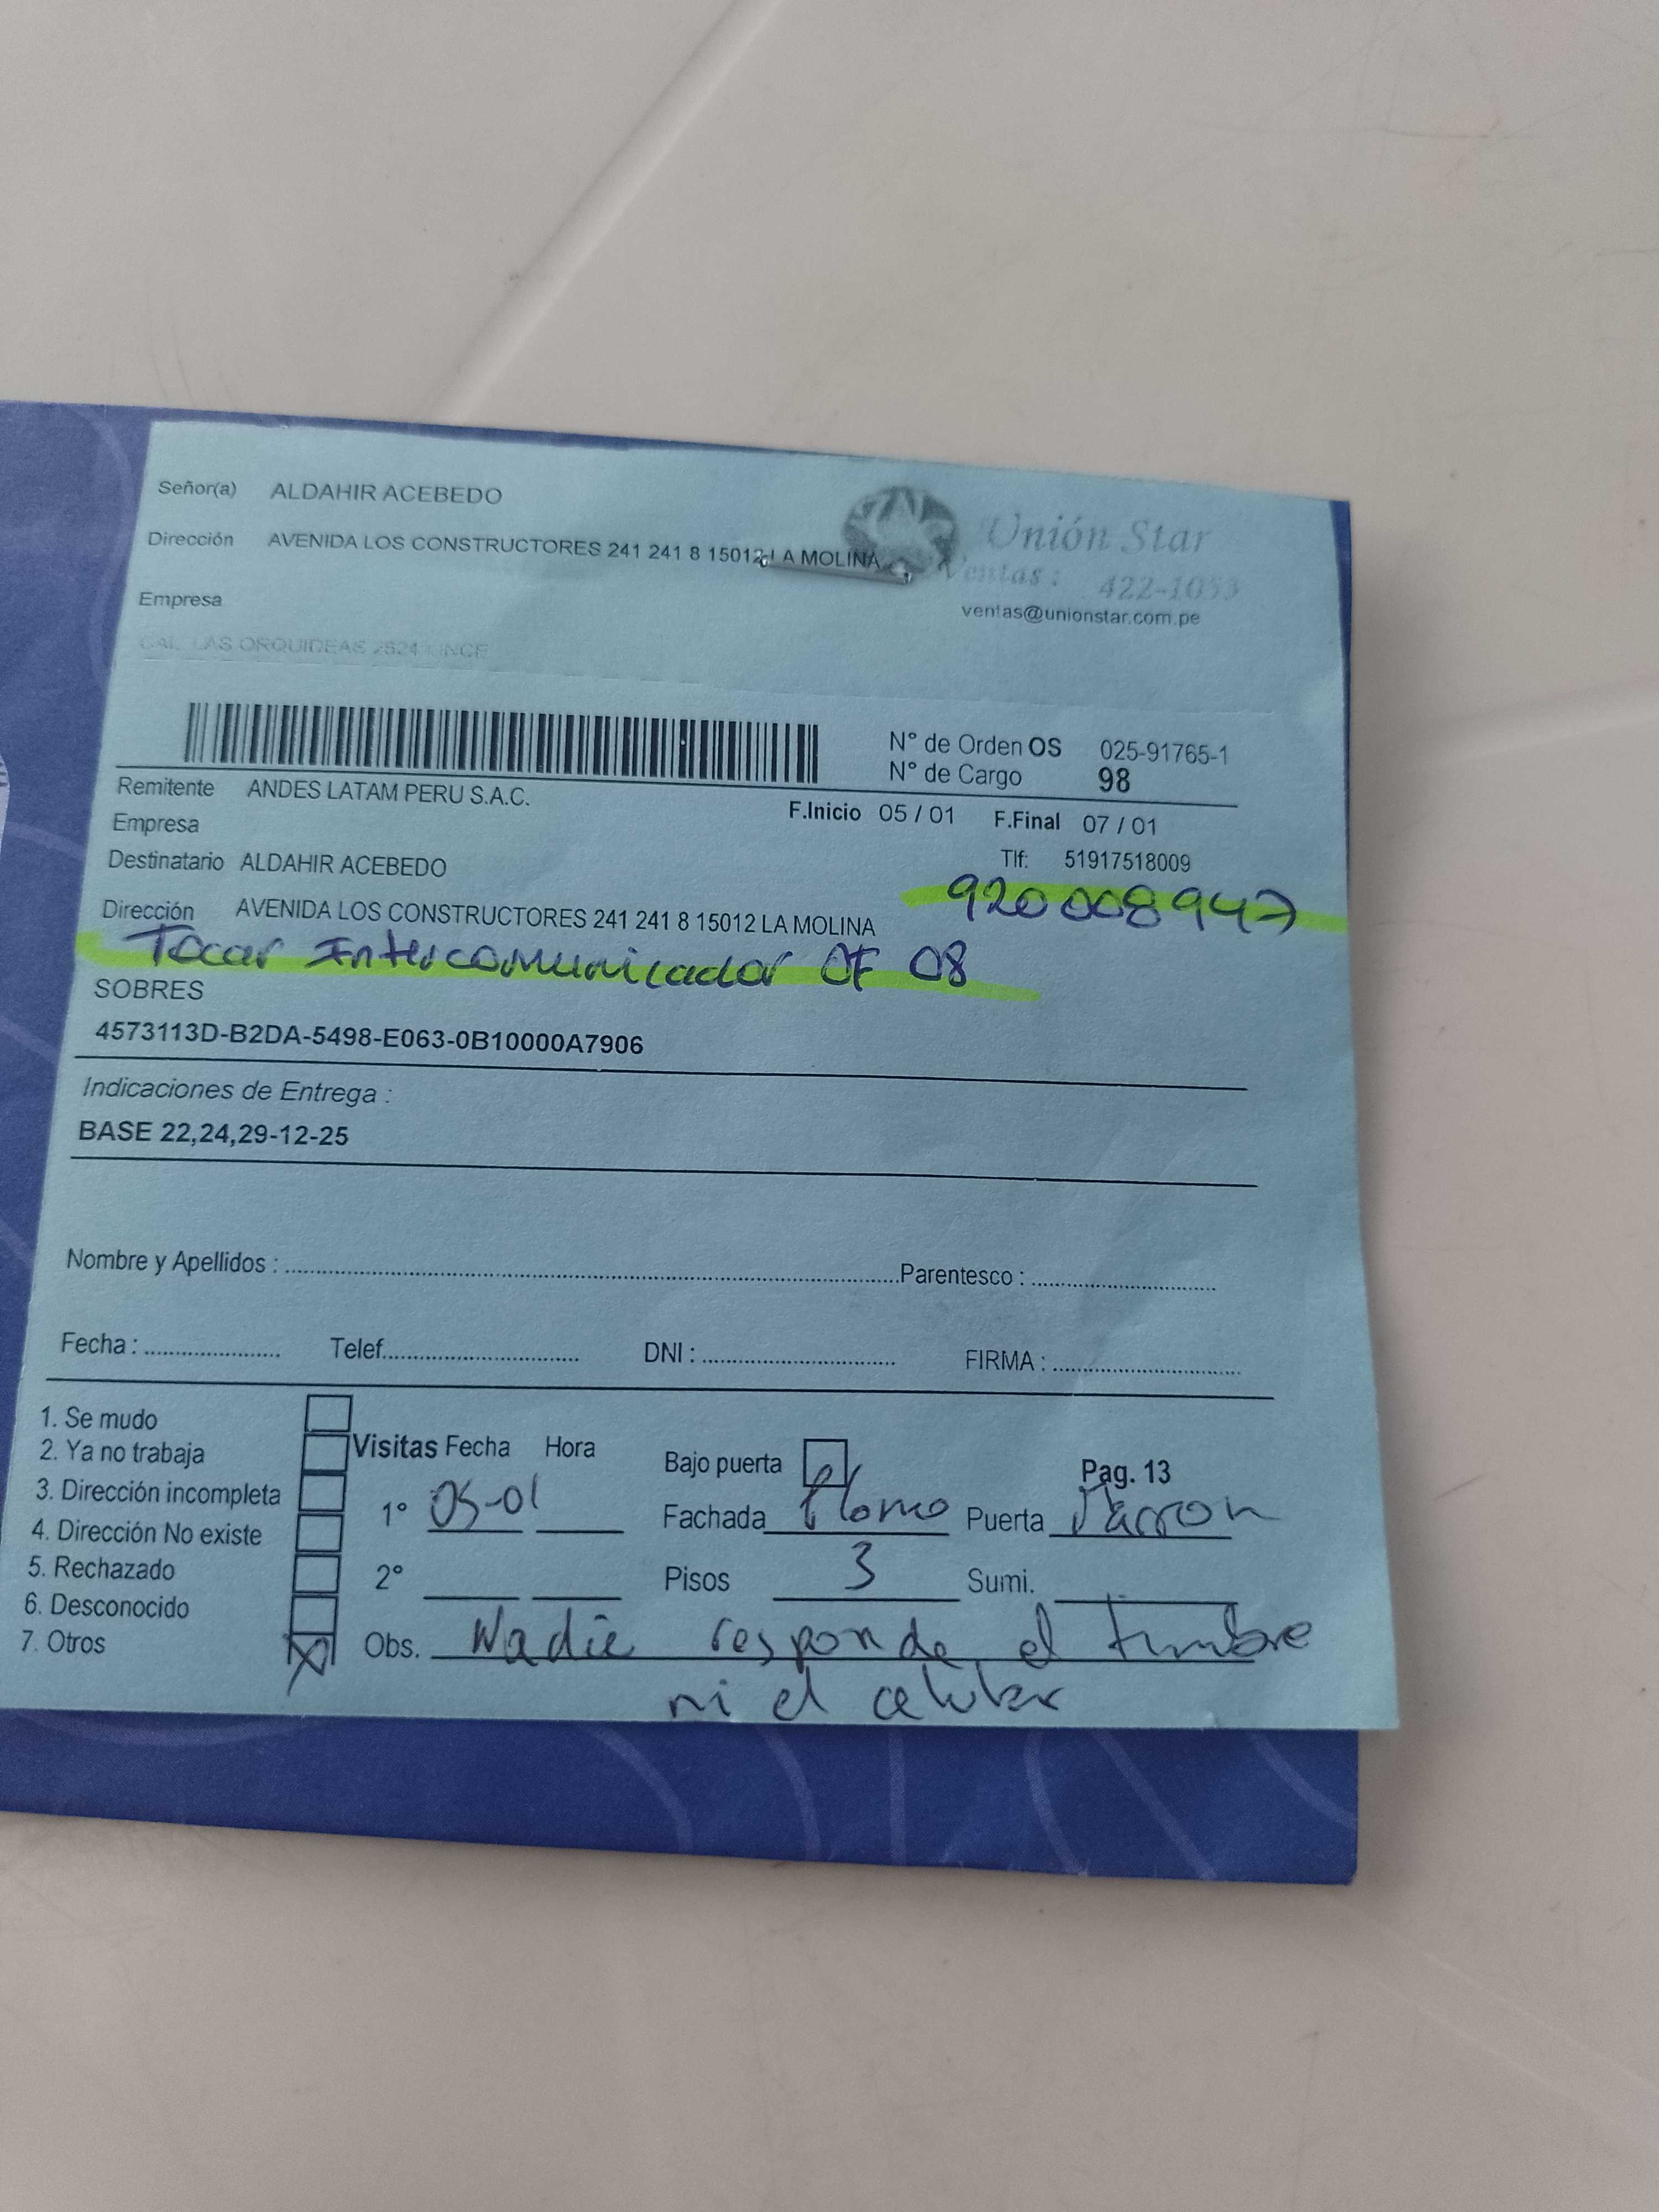 Señor(a) ALDAHIR ACEBEDO
Dirección AVENIDA LOS CONSTRUCTORES 241 241 8 15012 LA MOLINA
Unión Star
Ventas : 422-1053
Empresa
ventas@unionstar.com.pe
CAL. LAS ORQUIDEAS 2624 LINCE
N° de Orden OS 025-91765-1
N° de Cargo 98
Remitente ANDES LATAM PERU S.A.C.
F.Inicio 05 / 01 F.Final 07 / 01
Empresa
Destinatario ALDAHIR ACEBEDO Tlf: 51917518009
920008947
Dirección AVENIDA LOS CONSTRUCTORES 241 241 8 15012 LA MOLINA
Tocar Intercomunicador OF 08
SOBRES
4573113D-B2DA-5498-E063-0B10000A7906
Indicaciones de Entrega :
BASE 22,24,29-12-25
Nombre y Apellidos : Parentesco :
Fecha : Telef. DNI : FIRMA :
1. Se mudo
2. Ya no trabaja
3. Dirección incompleta
4. Dirección No existe
5. Rechazado
6. Desconocido
7. Otros X
Visitas Fecha Hora
1° 05-01
2°
Bajo puerta Pag. 13
Fachada Puerta Marron
Pisos 3 Sumi.
Obs. Nadie responde el timbre
ni el celular